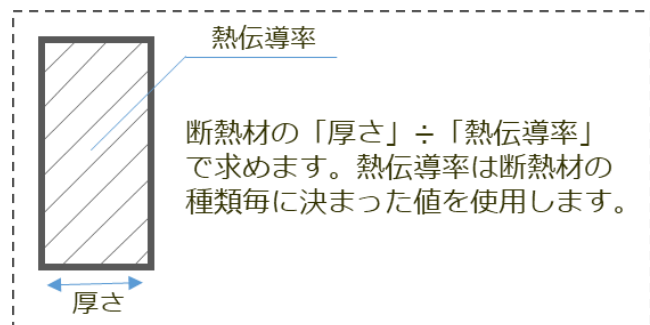 熱伝導率
断熱材の「厚さ」÷「熱伝導率」
で求めます。熱伝導率は断熱材の
種類毎に決まった値を使用します。
厚さ